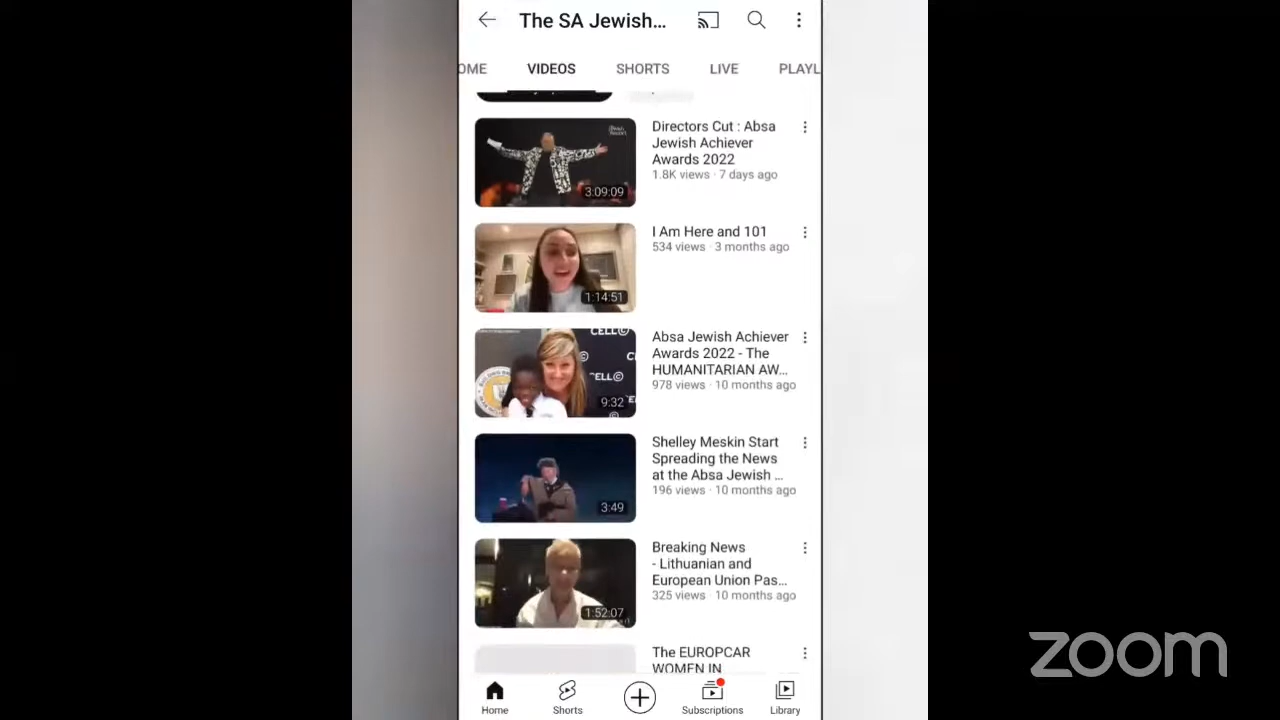 The SA Jewish...
OME VIDEOS SHORTS LIVE PLAYL
Directors Cut : Absa
Jewish Achiever
Awards 2022
1.8K views · 7 days ago
3:09:09
I Am Here and 101
534 views · 3 months ago
1:14:51
Absa Jewish Achiever
Awards 2022 - The
HUMANITARIAN AW...
978 views · 10 months ago
CELLC
ELLC
9:32
Shelley Meskin Start
Spreading the News
at the Absa Jewish ...
196 views · 10 months ago
3:49
Breaking News
- Lithuanian and
European Union Pas...
325 views · 10 months ago
1:52:07
The EUROPCAR
WOMEN IN
Home Shorts Subscriptions Library
zoom